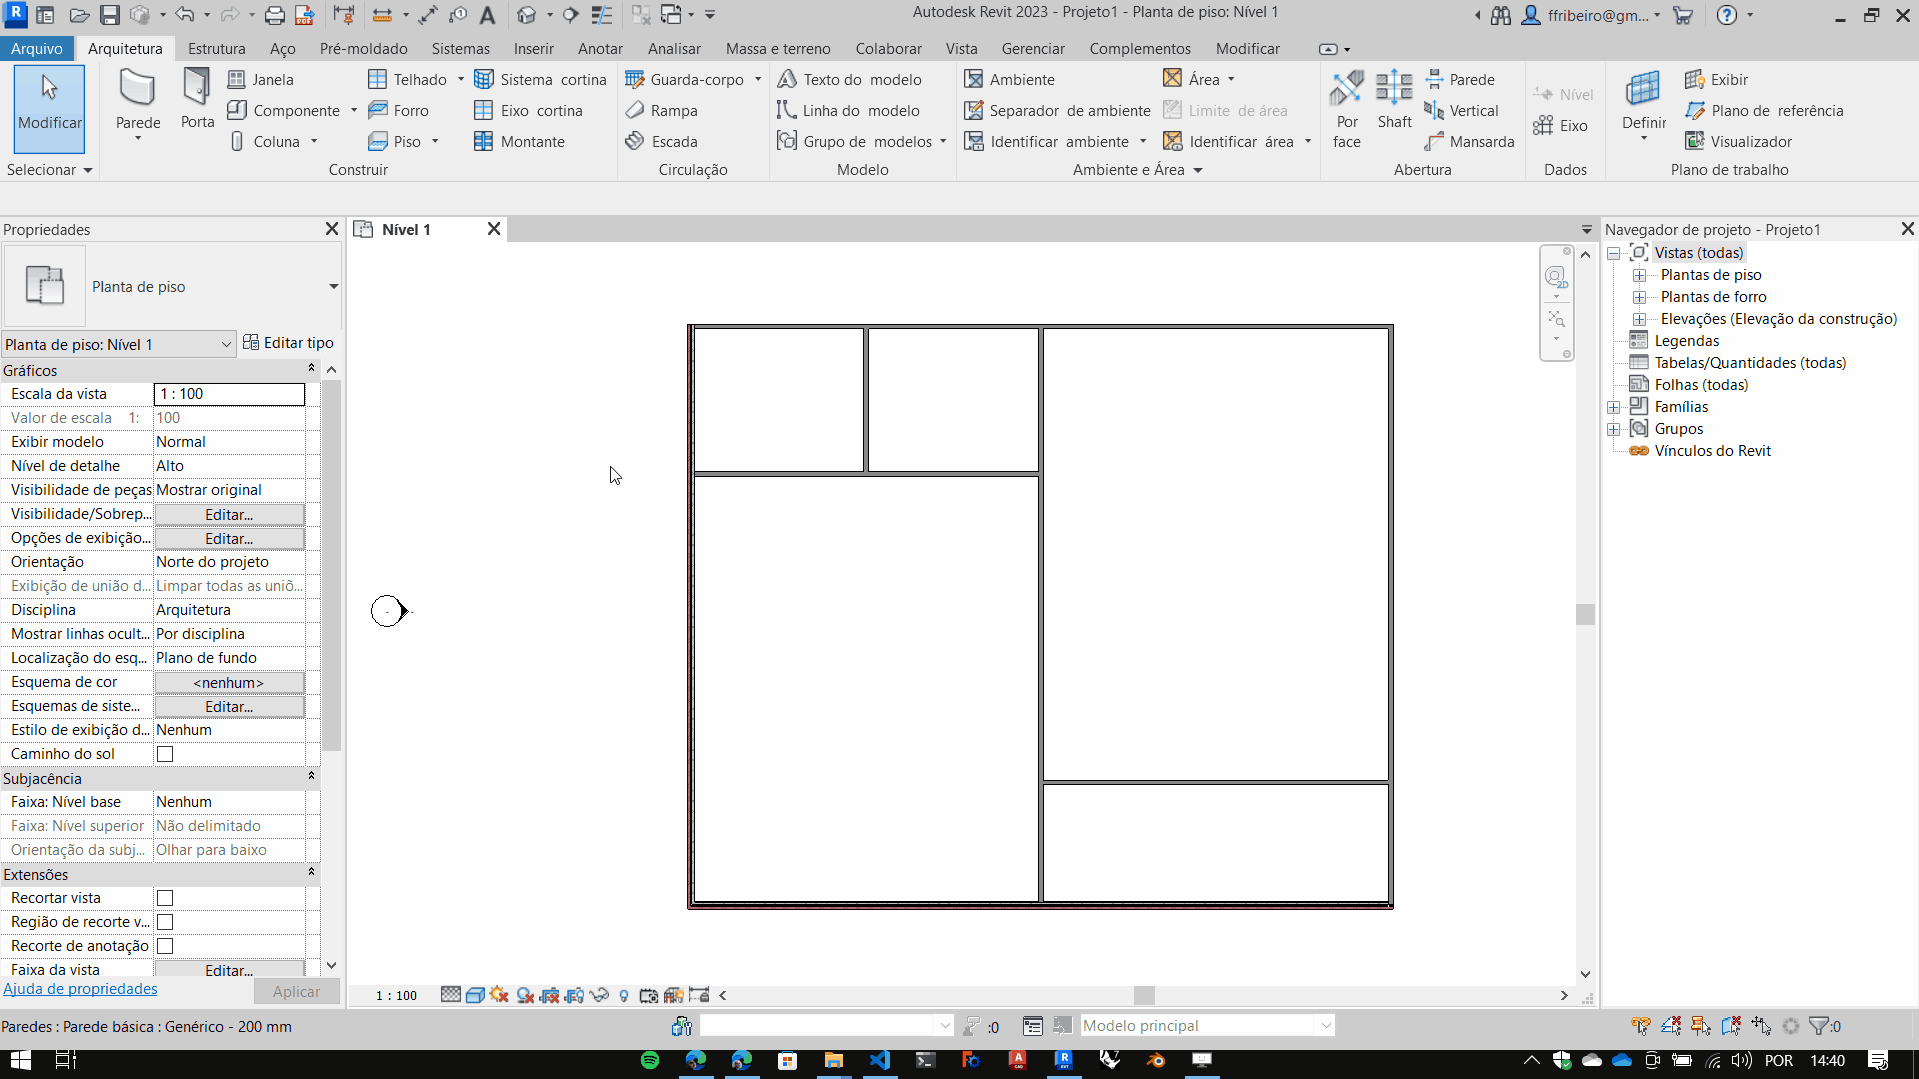 Autodesk Revit 2023 - Projeto1 - Planta de piso: Nível 1
ffribeiro@gm...
Arquivo Arquitetura Estrutura Aço Pré-moldado Sistemas Inserir Anotar Analisar Massa e terreno Colaborar Vista Gerenciar Complementos Modificar
Modificar
Selecionar
Parede
Porta
Janela
Componente
Coluna
Telhado
Forro
Piso
Sistema cortina
Eixo cortina
Montante
Construir
Guarda-corpo
Rampa
Escada
Circulação
Texto do modelo
Linha do modelo
Grupo de modelos
Modelo
Ambiente
Separador de ambiente
Identificar ambiente
Área
Limite de área
Identificar área
Ambiente e Área
Por face
Shaft
Parede
Vertical
Mansarda
Abertura
Nível
Eixo
Dados
Definir
Exibir
Plano de referência
Visualizador
Plano de trabalho
Propriedades
Planta de piso
Planta de piso: Nível 1
Editar tipo
Gráficos
Escala da vista 1 : 100
Valor de escala 1: 100
Exibir modelo Normal
Nível de detalhe Alto
Visibilidade de peças Mostrar original
Visibilidade/Sobrep... Editar...
Opções de exibição... Editar...
Orientação Norte do projeto
Exibição de união d... Limpar todas as uniõ...
Disciplina Arquitetura
Mostrar linhas ocult... Por disciplina
Localização do esq... Plano de fundo
Esquema de cor <nenhum>
Esquemas de siste... Editar...
Estilo de exibição d... Nenhum
Caminho do sol
Subjacência
Faixa: Nível base Nenhum
Faixa: Nível superior Não delimitado
Orientação da subj... Olhar para baixo
Extensões
Recortar vista
Região de recorte v...
Recorte de anotação
Faixa da vista Editar...
Ajuda de propriedades Aplicar
Nível 1
2D
1 : 100
Navegador de projeto - Projeto1
Vistas (todas)
Plantas de piso
Plantas de forro
Elevações (Elevação da construção)
Legendas
Tabelas/Quantidades (todas)
Folhas (todas)
Famílias
Grupos
Vínculos do Revit
Paredes : Parede básica : Genérico - 200 mm
:0
Modelo principal
:0
POR 14:40